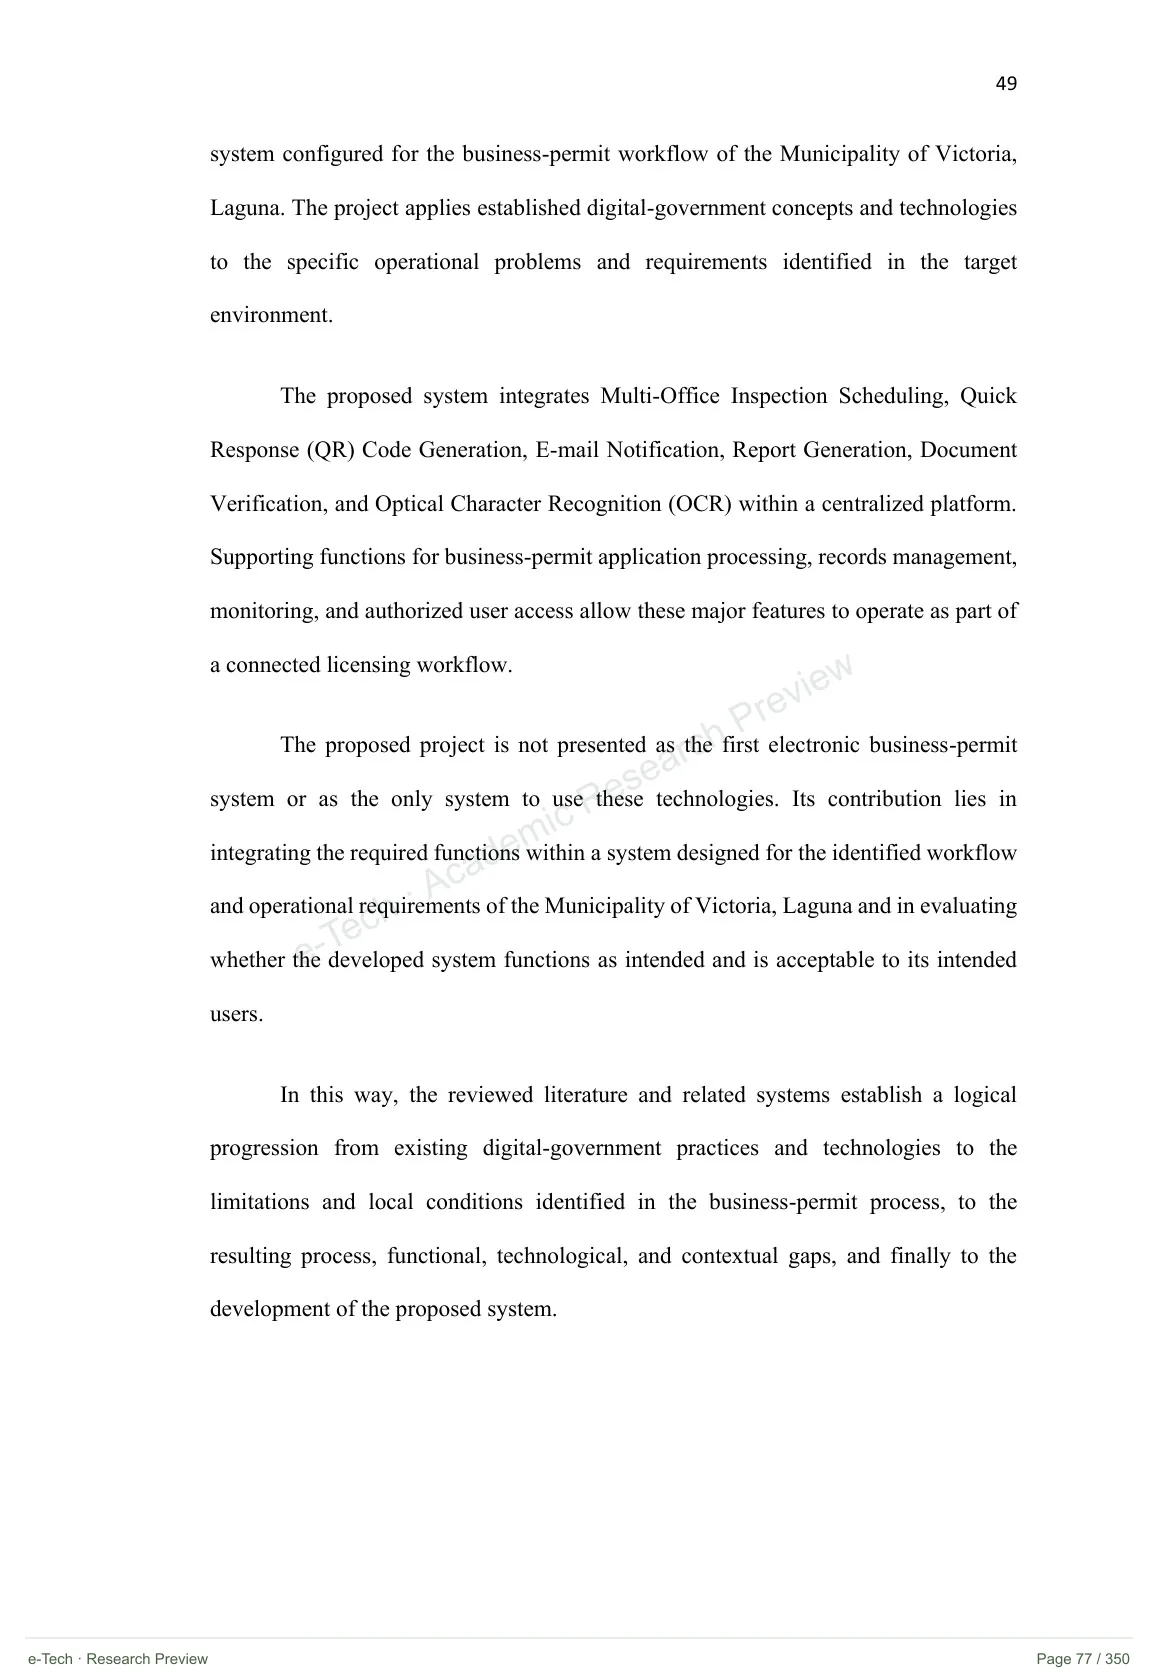 49
system configured for the business-permit workflow of the Municipality of Victoria,
Laguna. The project applies established digital-government concepts and technologies
to the specific operational problems and requirements identified in the target
environment.
The proposed system integrates Multi-Office Inspection Scheduling, Quick
Response (QR) Code Generation, E-mail Notification, Report Generation, Document
Verification, and Optical Character Recognition (OCR) within a centralized platform.
Supporting functions for business-permit application processing, records management,
monitoring, and authorized user access allow these major features to operate as part of
a connected licensing workflow.
The proposed project is not presented as the first electronic business-permit
system or as the only system to use these technologies. Its contribution lies in
integrating the required functions within a system designed for the identified workflow
and operational requirements of the Municipality of Victoria, Laguna and in evaluating
whether the developed system functions as intended and is acceptable to its intended
users.
In this way, the reviewed literature and related systems establish a logical
progression from existing digital-government practices and technologies to the
limitations and local conditions identified in the business-permit process, to the
resulting process, functional, technological, and contextual gaps, and finally to the
development of the proposed system.
e-Tech · Academic Research Preview
e-Tech · Research Preview
Page 77 / 350